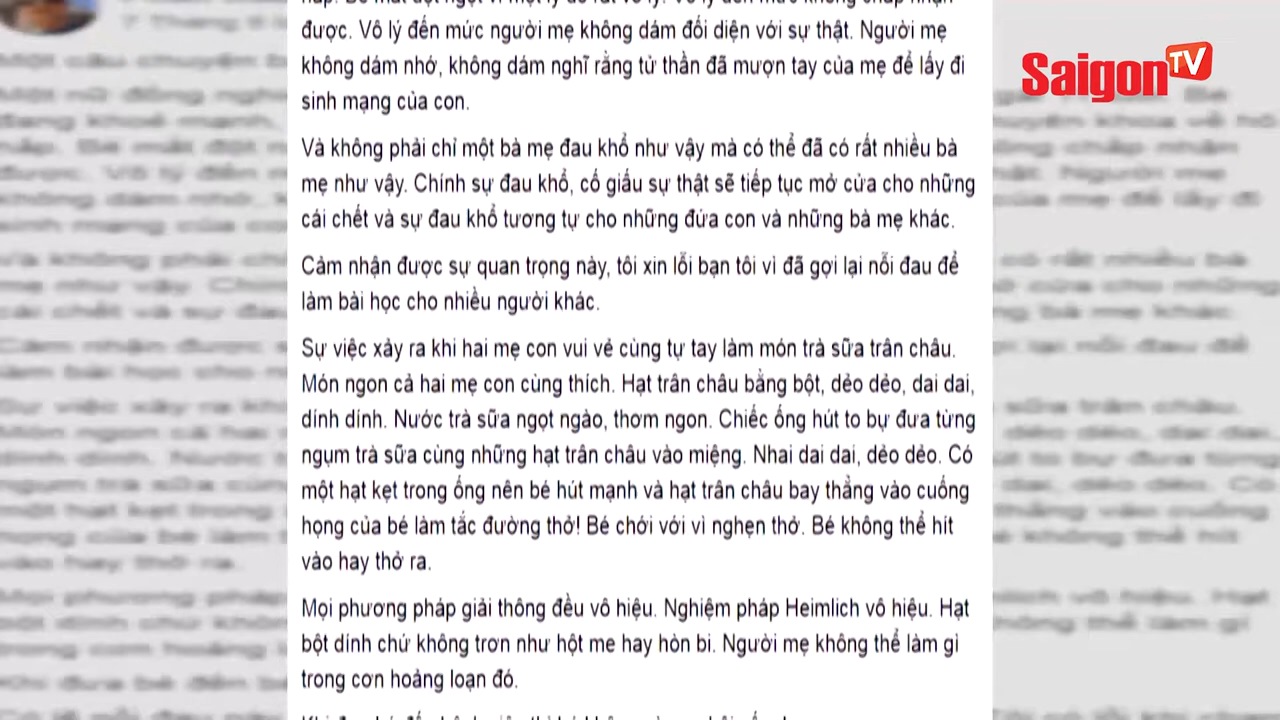 Saigon TV
được. Vô lý đến mức người mẹ không dám đối diện với sự thật. Người mẹ
không dám nhớ, không dám nghĩ rằng tử thần đã mượn tay của mẹ để lấy đi
sinh mạng của con.
Và không phải chỉ một bà mẹ đau khổ như vậy mà có thể đã có rất nhiều bà
mẹ như vậy. Chính sự đau khổ, cố giấu sự thật sẽ tiếp tục mở cửa cho những
cái chết và sự đau khổ tương tự cho những đứa con và những bà mẹ khác.
Cảm nhận được sự quan trọng này, tôi xin lỗi bạn tôi vì đã gợi lại nỗi đau để
làm bài học cho nhiều người khác.
Sự việc xảy ra khi hai mẹ con vui vẻ cùng tự tay làm món trà sữa trân châu.
Món ngon cả hai mẹ con cùng thích. Hạt trân châu bằng bột, dẻo dẻo, dai dai,
dính dính. Nước trà sữa ngọt ngào, thơm ngon. Chiếc ống hút to bự đưa từng
ngụm trà sữa cùng những hạt trân châu vào miệng. Nhai dai dai, dẻo dẻo. Có
một hạt kẹt trong ống nên bé hút mạnh và hạt trân châu bay thẳng vào cuống
họng của bé làm tắc đường thở! Bé chới với vì nghẹn thở. Bé không thể hít
vào hay thở ra.
Mọi phương pháp giải thông đều vô hiệu. Nghiệm pháp Heimlich vô hiệu. Hạt
bột dính chứ không trơn như hột me hay hòn bi. Người mẹ không thể làm gì
trong cơn hoảng loạn đó.